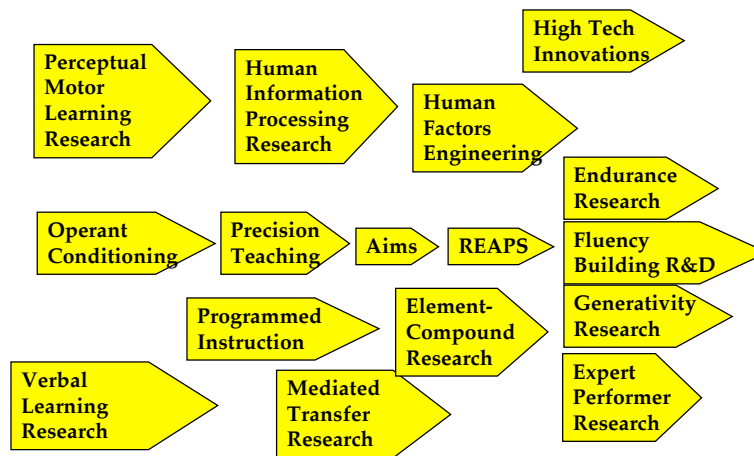 High Tech
Innovations
Perceptual
Motor
Learning
Research
Human
Information
Processing
Research
Human
Factors
Engineering
Endurance
Research
Operant
Conditioning
Precision
Teaching
Aims
REAPS
Fluency
Building R&D
Programmed
Instruction
Element-
Compound
Research
Generativity
Research
Verbal
Learning
Research
Mediated
Transfer
Research
Expert
Performer
Research